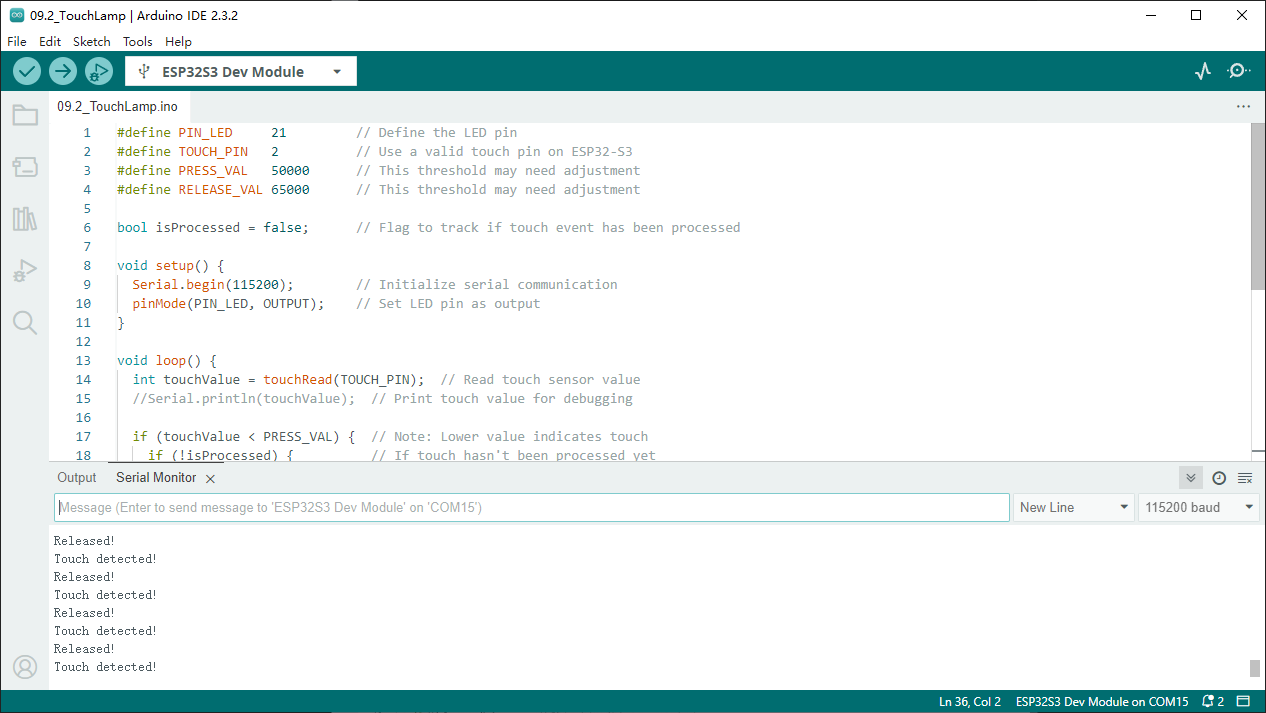 09.2_TouchLamp | Arduino IDE 2.3.2
File Edit Sketch Tools Help
ESP32S3 Dev Module
09.2_TouchLamp.ino
1 #define PIN_LED 21 // Define the LED pin
2 #define TOUCH_PIN 2 // Use a valid touch pin on ESP32-S3
3 #define PRESS_VAL 50000 // This threshold may need adjustment
4 #define RELEASE_VAL 65000 // This threshold may need adjustment
5
6 bool isProcessed = false; // Flag to track if touch event has been processed
7
8 void setup() {
9 Serial.begin(115200); // Initialize serial communication
10 pinMode(PIN_LED, OUTPUT); // Set LED pin as output
11 }
12
13 void loop() {
14 int touchValue = touchRead(TOUCH_PIN); // Read touch sensor value
15 //Serial.println(touchValue); // Print touch value for debugging
16
17 if (touchValue < PRESS_VAL) { // Note: Lower value indicates touch
18 if (!isProcessed) { // If touch hasn't been processed yet
Output Serial Monitor
Message (Enter to send message to 'ESP32S3 Dev Module' on 'COM15') New Line 115200 baud
Released!
Touch detected!
Released!
Touch detected!
Released!
Touch detected!
Released!
Touch detected!
Ln 36, Col 2 ESP32S3 Dev Module on COM15 2